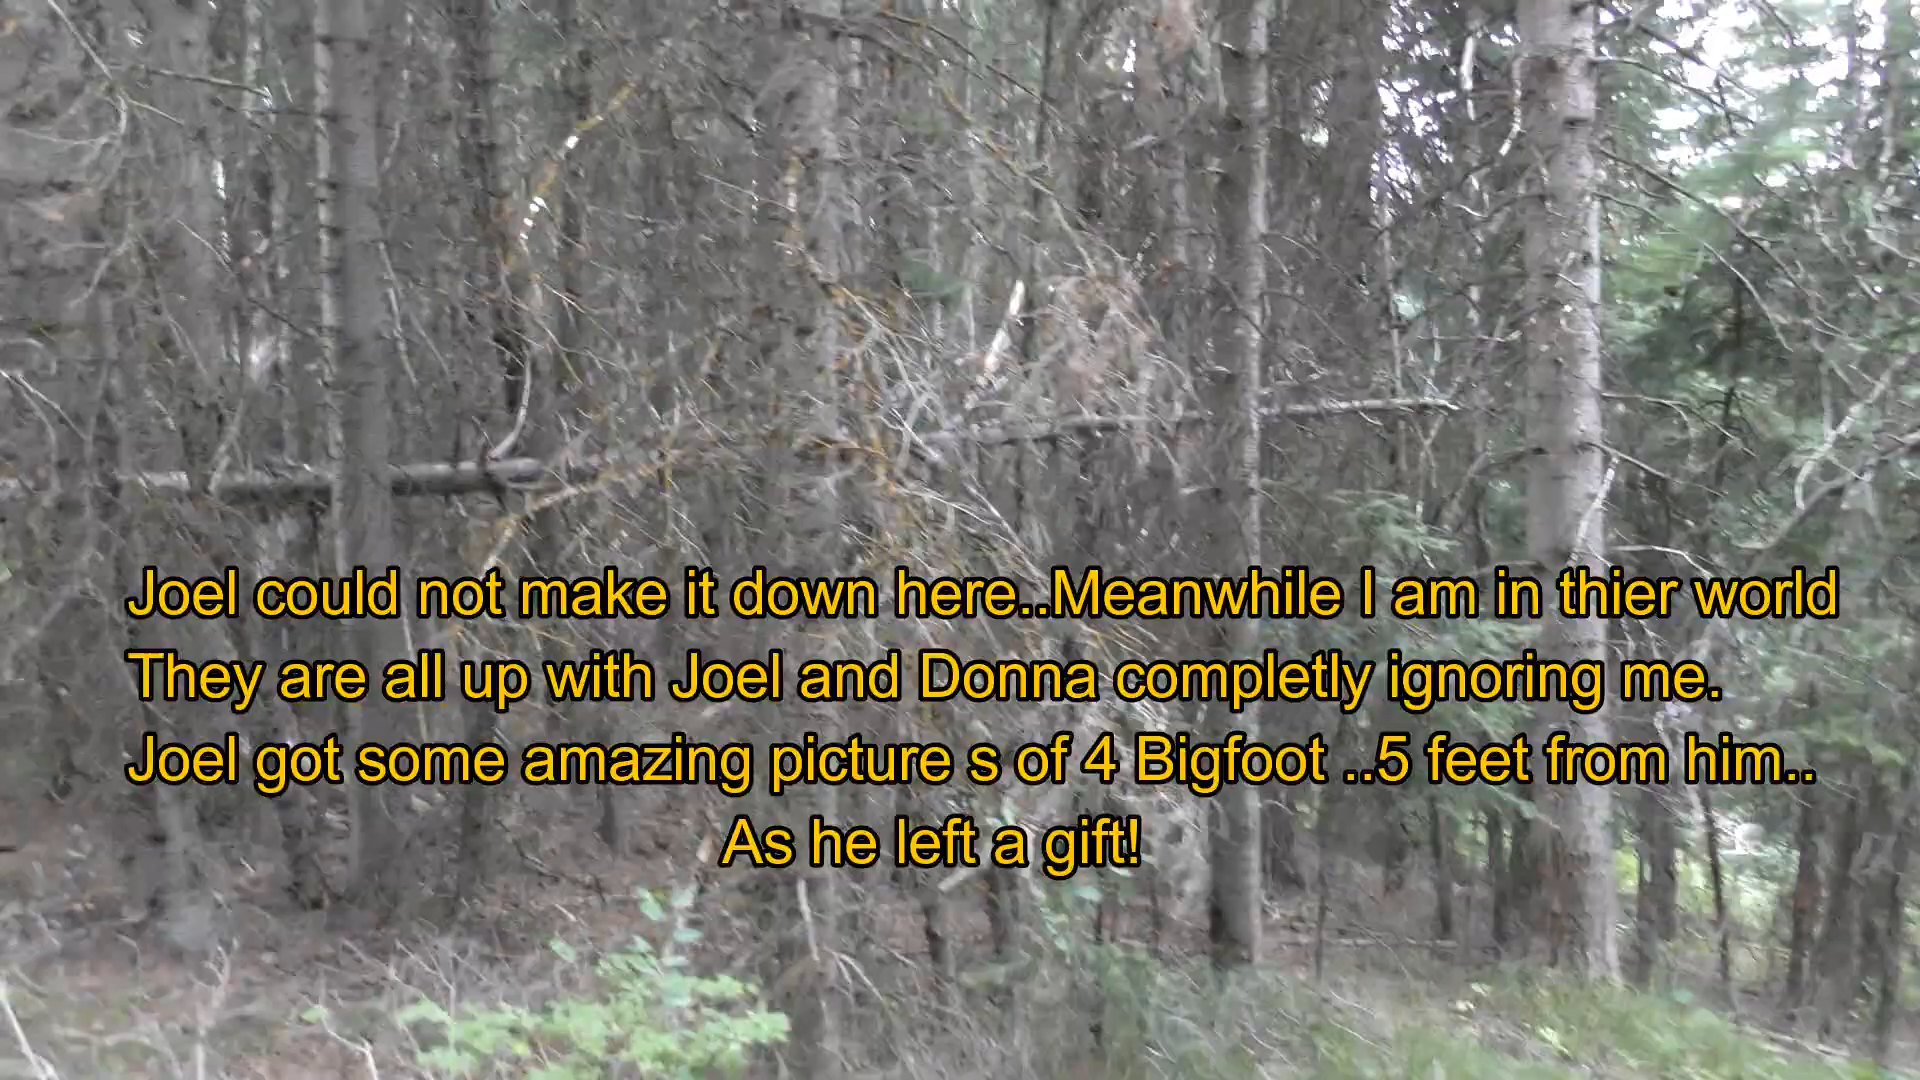 Joel could not make it down here..Meanwhile I am in thier world
They are all up with Joel and Donna completly ignoring me.
Joel got some amazing picture s of 4 Bigfoot ..5 feet from him..
As he left a gift!